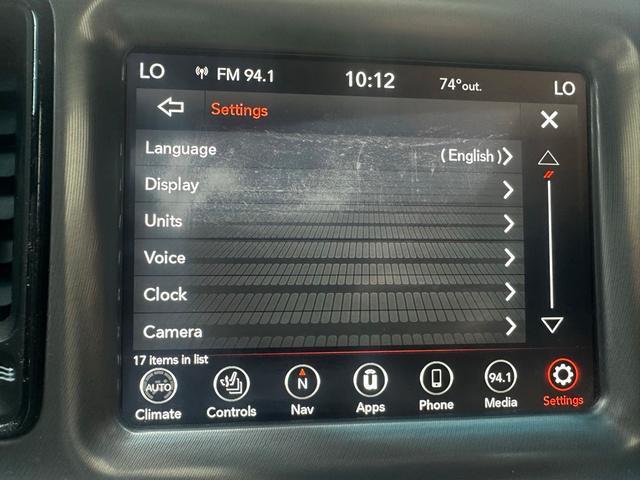 LO FM 94.1 10:12 74°out. LO
Settings
Language (English)
Display
Units
Voice
Clock
Camera
17 items in list
AUTO N 94.1
Climate Controls Nav Apps Phone Media Settings